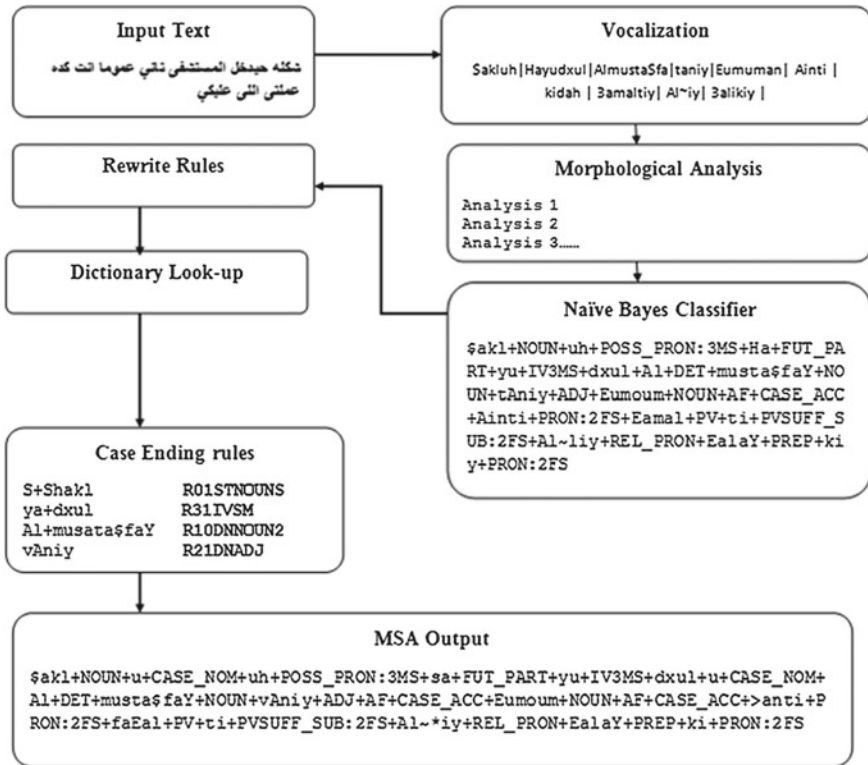 Input Text
شكله حيدخل المستشفى تاني عموما انت كده
عملتي اللي عليكي
Vocalization
Sakluh|Hayudxul|AlmustaSfa|taniy|Eumuman| Ainti |
kidah | 3amaltiy| Al~iy| 3alikiy |
Rewrite Rules
Morphological Analysis
Analysis 1
Analysis 2
Analysis 3......
Dictionary Look-up
Naïve Bayes Classifier
$akl+NOUN+uh+POSS_PRON:3MS+Ha+FUT_PA
RT+yu+IV3MS+dxul+Al+DET+musta$faY+NO
UN+tAniy+ADJ+Eumoum+NOUN+AF+CASE_ACC
+Ainti+PRON:2FS+Eamal+PV+ti+PVSUFF_S
UB:2FS+Al~liy+REL_PRON+EalaY+PREP+ki
y+PRON:2FS
Case Ending rules
S+Shakl R01STNOUNS
ya+dxul R31IVSM
Al+musata$faY R10DNNOUN2
vAniy R21DNADJ
MSA Output
$akl+NOUN+u+CASE_NOM+uh+POSS_PRON:3MS+sa+FUT_PART+yu+IV3MS+dxul+u+CASE_NOM+
Al+DET+musta$faY+NOUN+vAniy+ADJ+AF+CASE_ACC+Eumoum+NOUN+AF+CASE_ACC+>anti+P
RON:2FS+faEal+PV+ti+PVSUFF_SUB:2FS+Al~*iy+REL_PRON+EalaY+PREP+ki+PRON:2FS